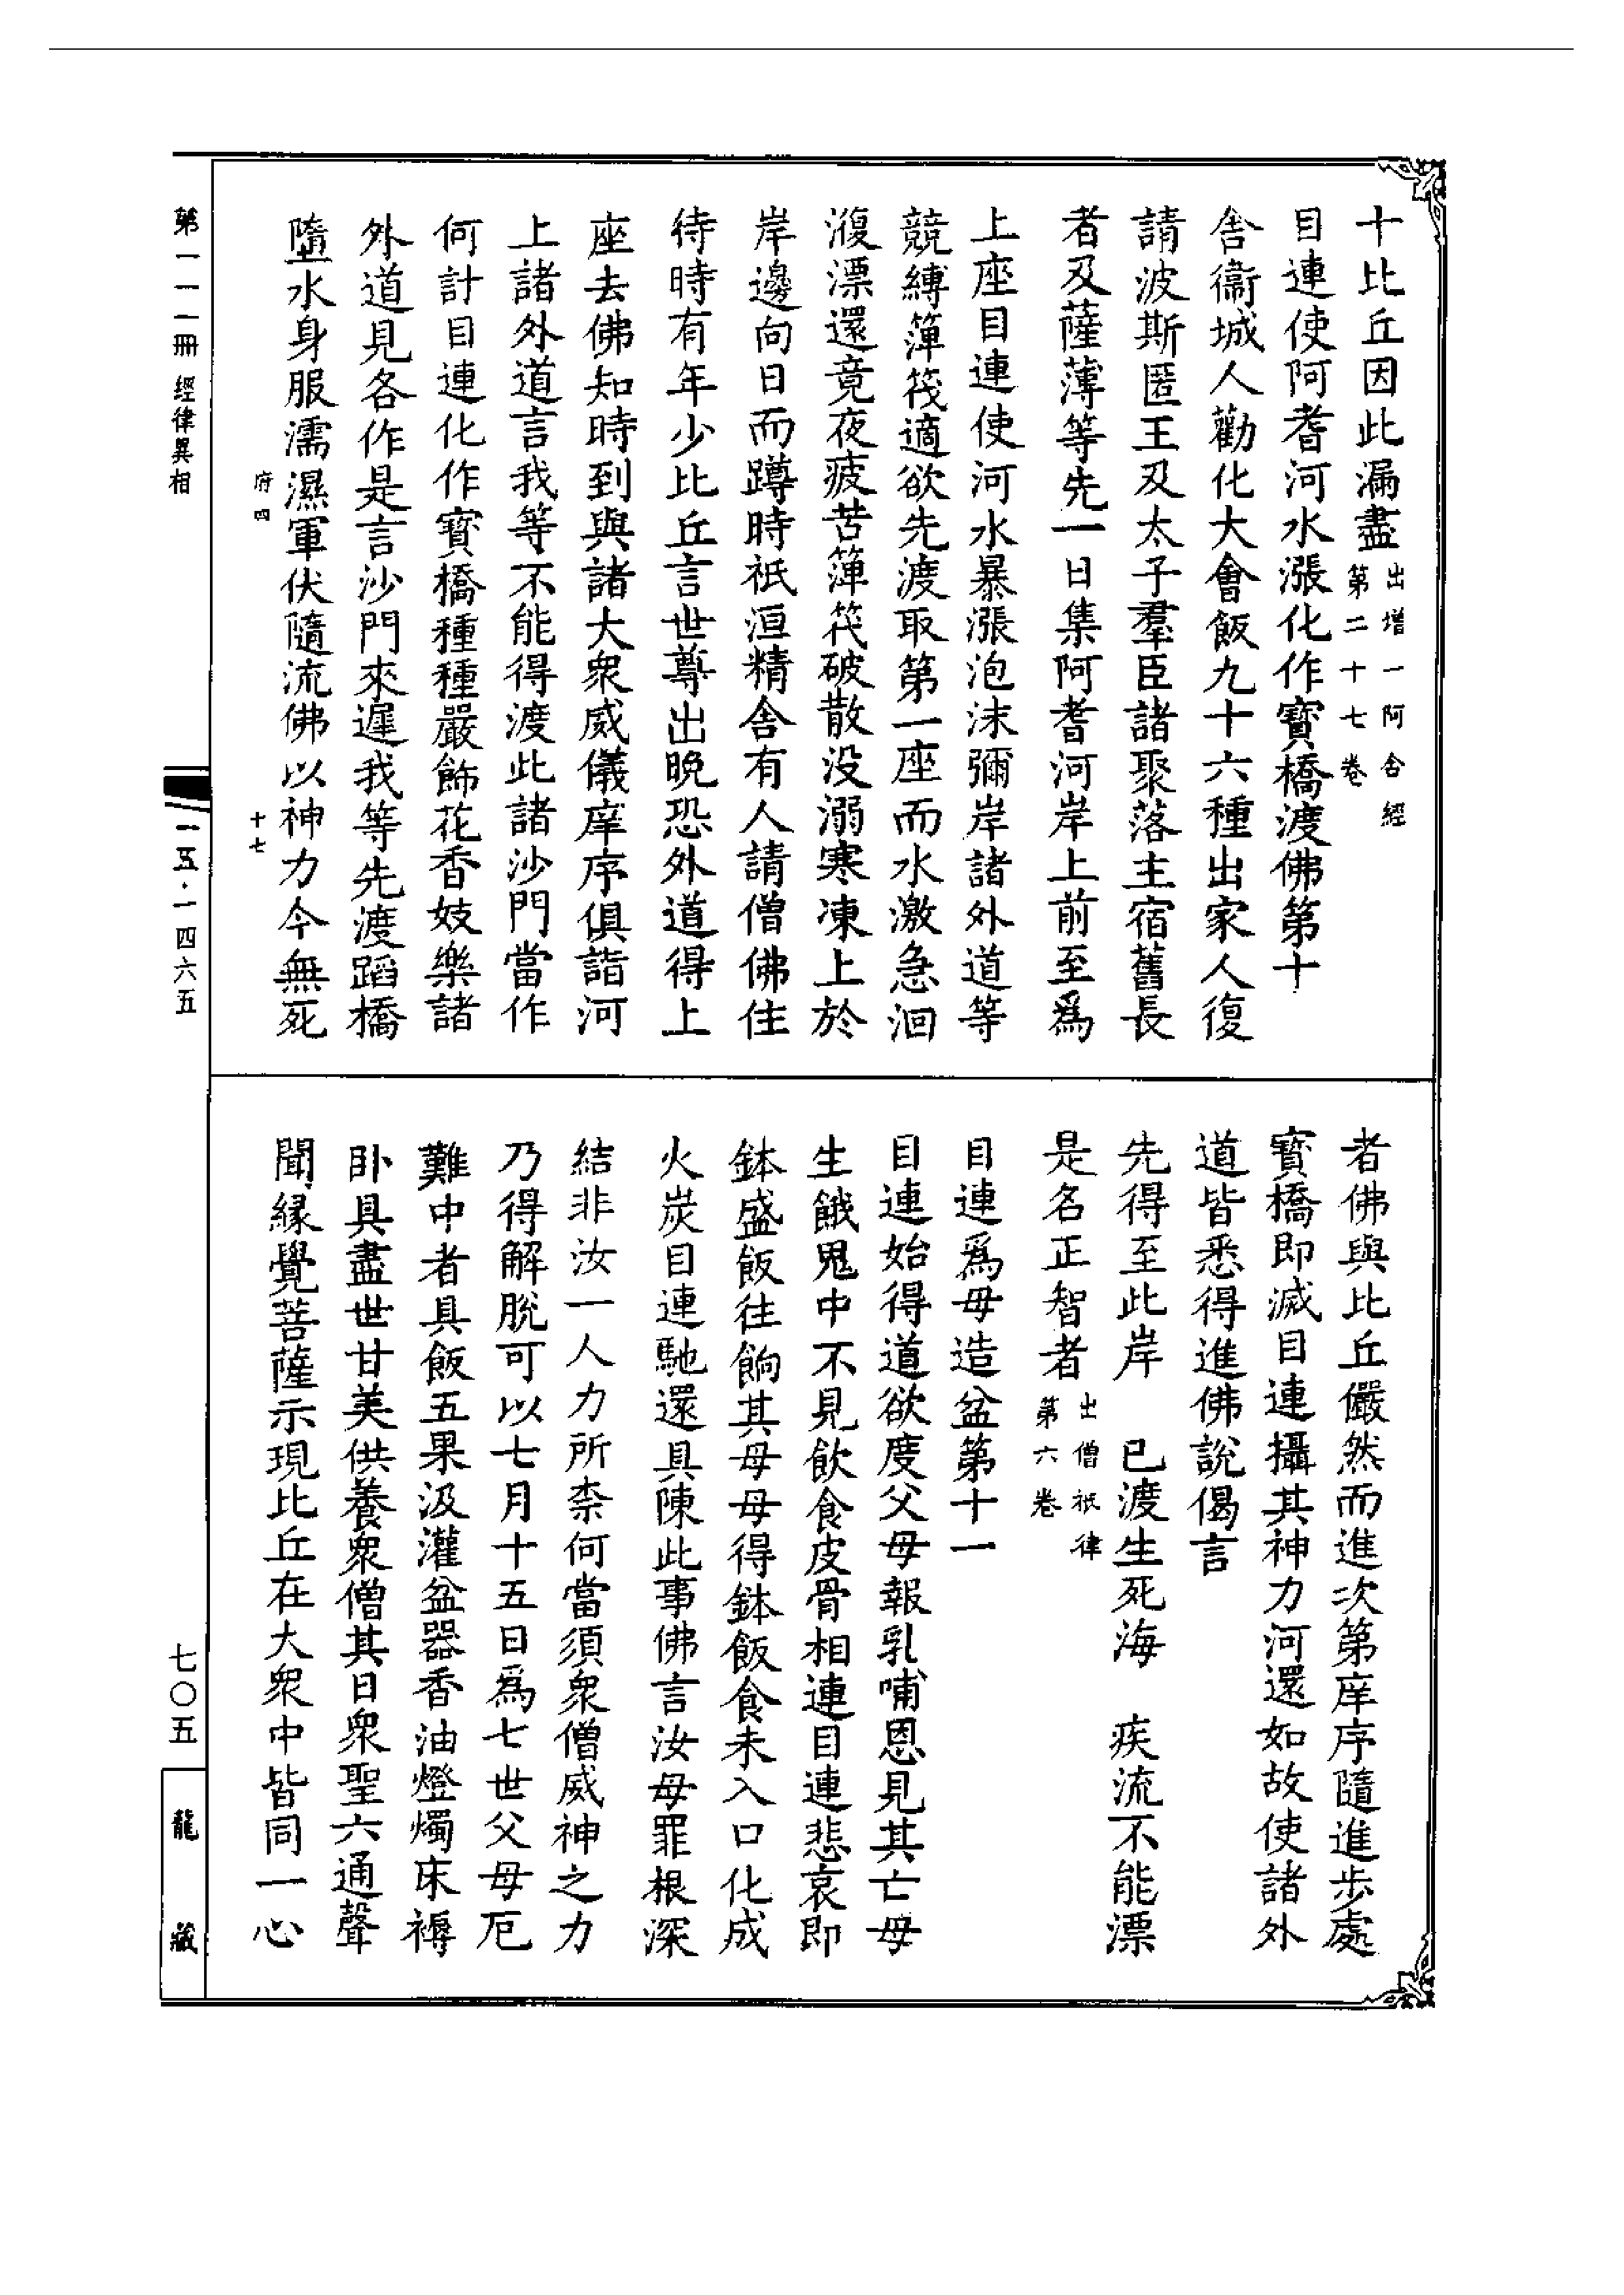 十比丘因此漏盡出增一阿含經第二十七卷
目連使阿耆河水漲化作寶橋渡佛第十
舍衞城人勸化大會飯九十六種出家人復
請波斯匿王及太子羣臣諸聚落主宿舊長
者及薩薄等先一日集阿耆河岸上前至爲
上座目連使河水暴漲泡沫彌岸諸外道等
競縛箄筏適欲先渡取第一座而水激急洄
澓漂還竟夜疲苦箄筏破散没溺寒凍上於
岸邊向日而蹲時祇洹精舍有人請僧佛住
待時有年少比丘言世尊出晚恐外道得上
座去佛知時到與諸大衆威儀庠序俱詣河
上諸外道言我等不能得渡此諸沙門當作
何計目連化作寶橋種種嚴飾花香妓樂諸
外道見各作是言沙門來遲我等先渡蹈橋
墮水身服濡濕軍伏隨流佛以神力令無死
者佛與比丘儼然而進次第庠序隨進步處
寶橋即滅目連攝其神力河還如故使諸外
道皆悉得進佛說偈言
先得至此岸　已渡生死海　疾流不能漂
是名正智者出僧祇律第六卷
目連爲母造盆第十一
目連始得道欲度父母報乳哺恩見其亡母
生餓鬼中不見飲食皮骨相連目連悲哀即
鉢盛飯往餉其母母得鉢飯食未入口化成
火炭目連馳還具陳此事佛言汝母罪根深
結非汝一人力所柰何當須衆僧威神之力
乃得解脫可以七月十五日爲七世父母厄
難中者具飯五果汲灌盆器香油燈燭床褥
卧具盡世甘美供養衆僧其日衆聖六通聲
聞緣覺菩薩示現比丘在大衆中皆同一心
第一一一冊 經律異相
府四
十七
一五·一四六五
七〇五
龍藏